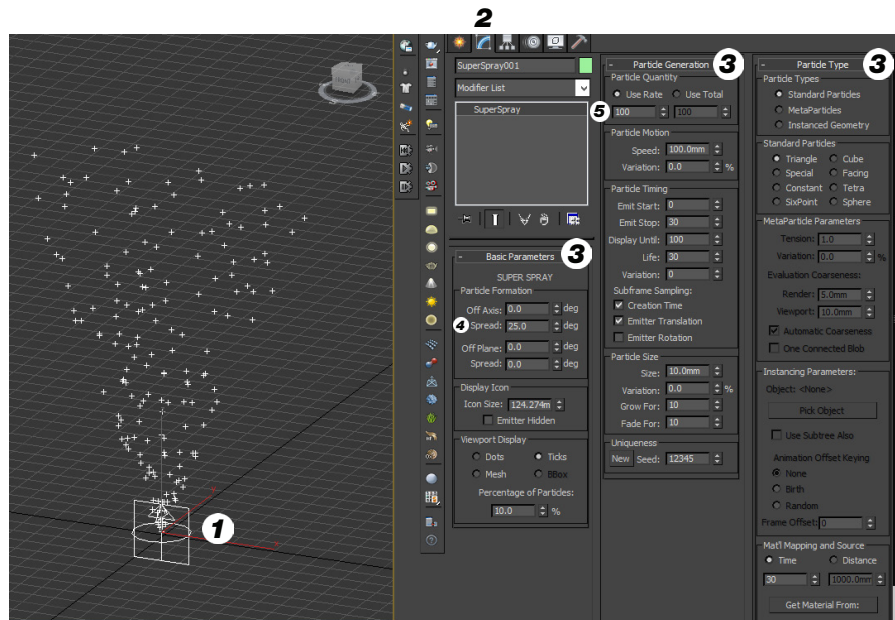 2
SuperSpray001
Modifier List
SuperSpray
1
- Basic Parameters 3
SUPER SPRAY
Particle Formation
Off Axis: 0.0 deg
4 Spread: 25.0 deg
Off Plane: 0.0 deg
Spread: 0.0 deg
Display Icon
Icon Size: 124.274m
Emitter Hidden
Viewport Display
Dots Ticks
Mesh BBox
Percentage of Particles:
10.0 %
- Particle Generation 3
Particle Quantity
Use Rate Use Total
5 100 100
Particle Motion
Speed: 100.0mm
Variation: 0.0 %
Particle Timing
Emit Start: 0
Emit Stop: 30
Display Until: 100
Life: 30
Variation: 0
Subframe Sampling:
Creation Time
Emitter Translation
Emitter Rotation
Particle Size
Size: 10.0mm
Variation: 0.0 %
Grow For: 10
Fade For: 10
Uniqueness
New Seed: 12345
- Particle Type 3
Particle Types
Standard Particles
MetaParticles
Instanced Geometry
Standard Particles
Triangle Cube
Special Facing
Constant Tetra
SixPoint Sphere
MetaParticle Parameters
Tension: 1.0
Variation: 0.0 %
Evaluation Coarseness:
Render: 5.0mm
Viewport: 10.0mm
Automatic Coarseness
One Connected Blob
Instancing Parameters:
Object: <None>
Pick Object
Use Subtree Also
Animation Offset Keying
None
Birth
Random
Frame Offset: 0
Mat'l Mapping and Source
Time Distance
30 1000.0mm
Get Material From: